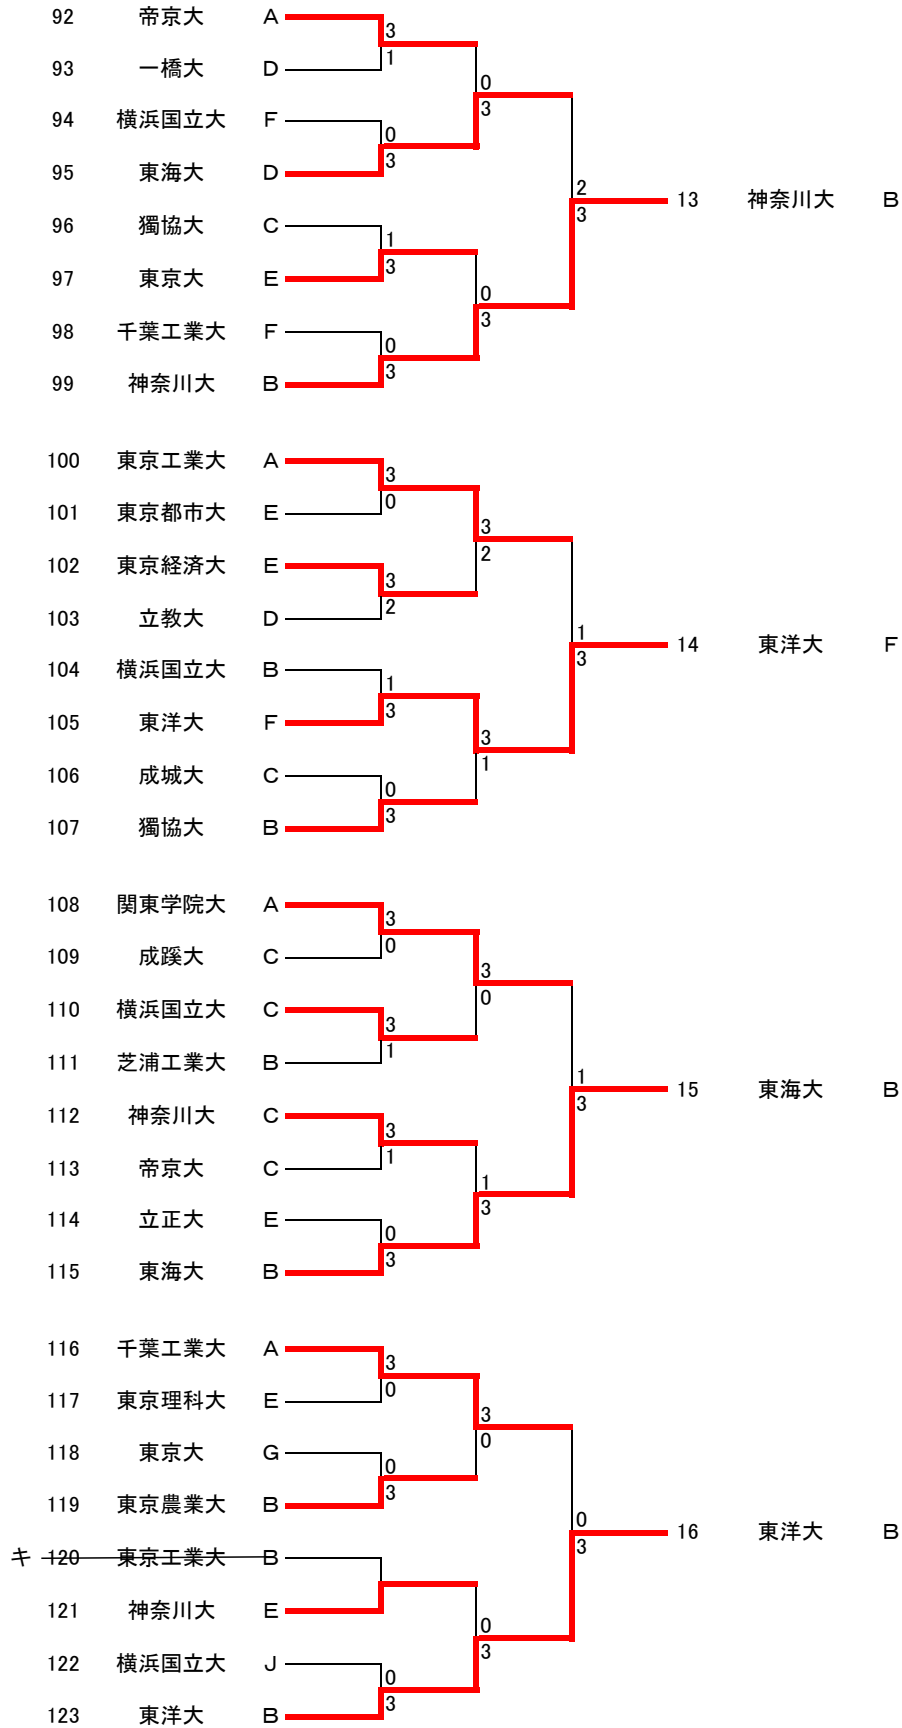 92 帝京大 A
3
1
93 一橋大 D
0
3
94 横浜国立大 F
0
3
95 東海大 D
2
3
13 神奈川大 B
96 獨協大 C
1
3
97 東京大 E
0
3
98 千葉工業大 F
0
3
99 神奈川大 B
100 東京工業大 A
3
0
101 東京都市大 E
3
2
102 東京経済大 E
3
2
103 立教大 D
1
3
14 東洋大 F
104 横浜国立大 B
1
3
105 東洋大 F
3
1
106 成城大 C
0
3
107 獨協大 B
108 関東学院大 A
3
0
109 成蹊大 C
3
0
110 横浜国立大 C
3
1
111 芝浦工業大 B
1
3
15 東海大 B
112 神奈川大 C
3
1
113 帝京大 C
1
3
114 立正大 E
0
3
115 東海大 B
116 千葉工業大 A
3
0
117 東京理科大 E
3
0
118 東京大 G
0
3
119 東京農業大 B
0
3
16 東洋大 B
キ 120 東京工業大 B
121 神奈川大 E
0
3
122 横浜国立大 J
0
3
123 東洋大 B